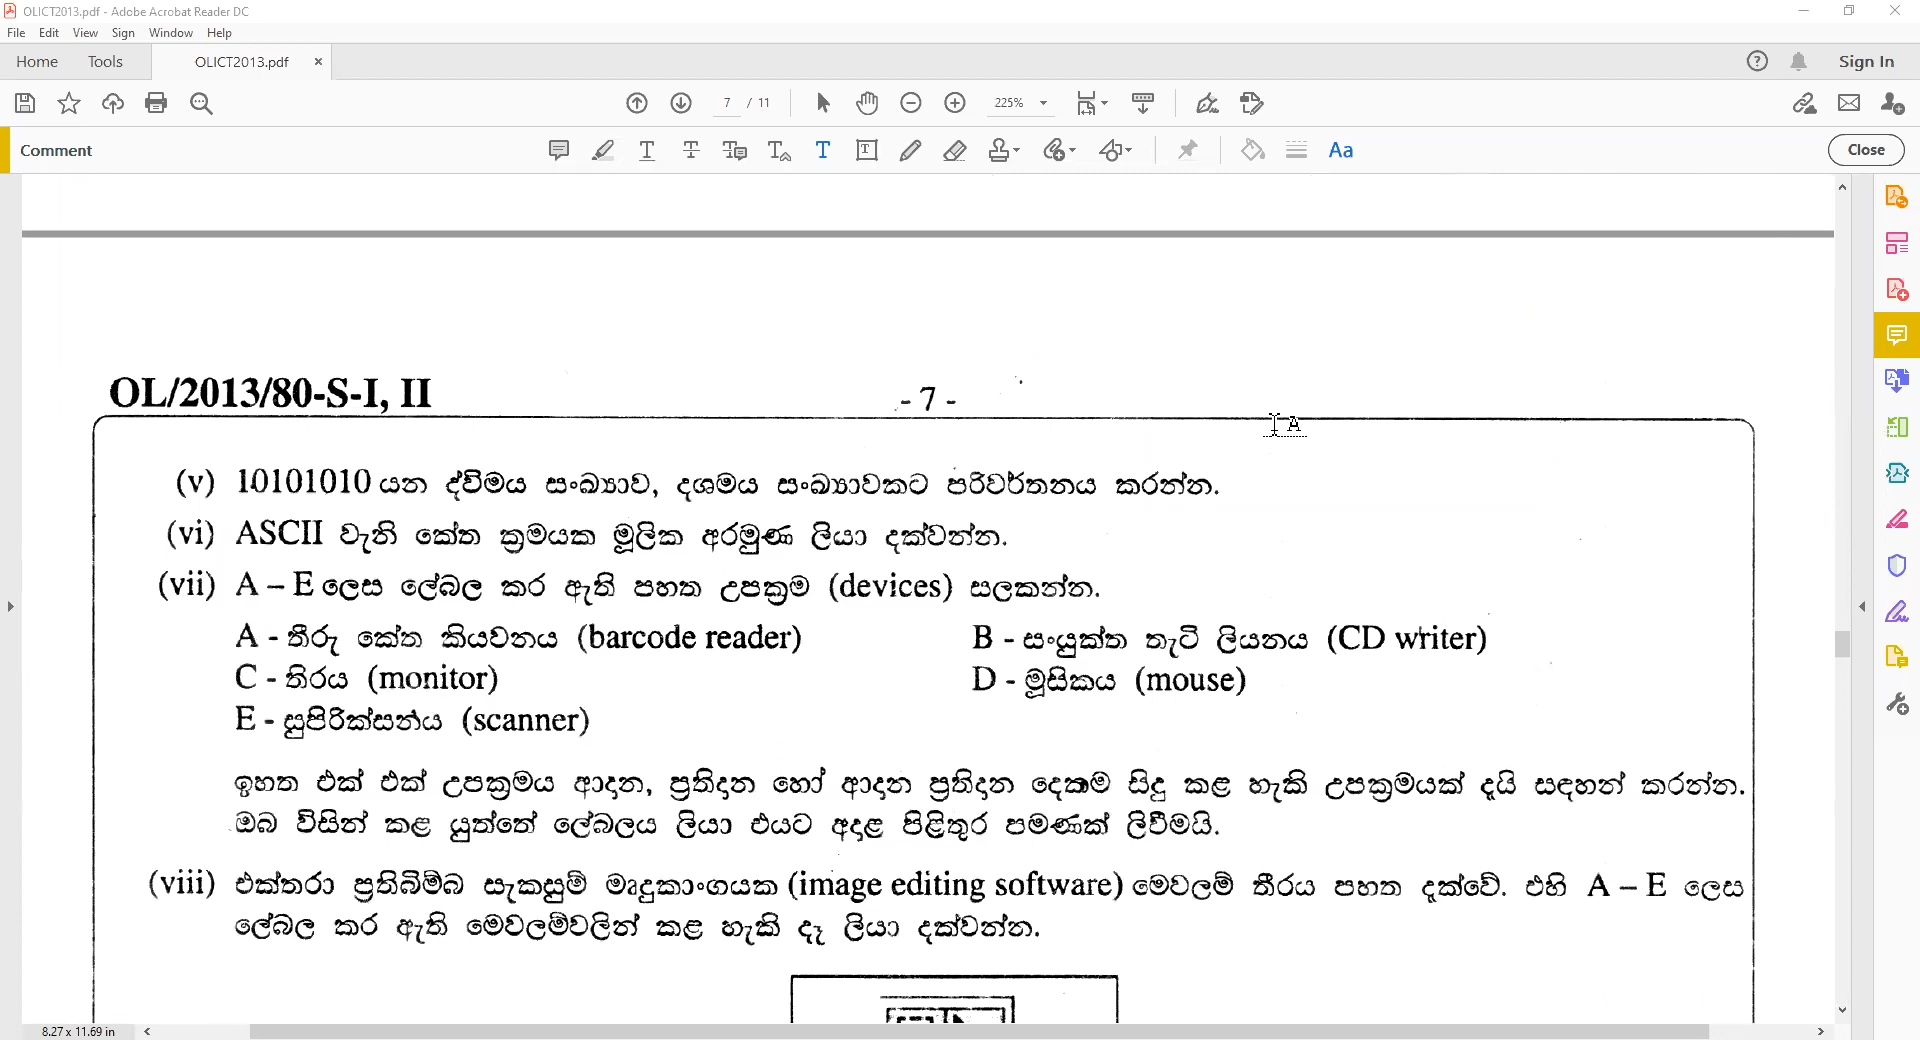 OLICT2013.pdf - Adobe Acrobat Reader DC
File Edit View Sign Window Help
Home Tools OLICT2013.pdf × Sign In
7 / 11 225%
Comment Close
OL/2013/80-S-I, II - 7 -
(v) 10101010 යන ද්විමය සංඛ්‍යාව, දශමය සංඛ්‍යාවකට පරිවර්තනය කරන්න.
(vi) ASCII වැනි කේත ක්‍රමයක මූලික අරමුණ ලියා දක්වන්න.
(vii) A – E ලෙස ලේබල කර ඇති පහත උපක්‍රම (devices) සලකන්න.
A - තීරු කේත කියවනය (barcode reader) B - සංයුක්ත තැටි ලියනය (CD writer)
C - තිරය (monitor) D - මූසිකය (mouse)
E - සුපිරික්සනය (scanner)
ඉහත එක් එක් උපක්‍රමය ආදාන, ප්‍රතිදාන හෝ ආදාන ප්‍රතිදාන දෙකම සිදු කළ හැකි උපක්‍රමයක් දැයි සඳහන් කරන්න.
ඔබ විසින් කළ යුත්තේ ලේබලය ලියා එයට අදාළ පිළිතුර පමණක් ලිවීමයි.
(viii) එක්තරා ප්‍රතිබිම්බ සැකසුම් මෘදුකාංගයක (image editing software) මෙවලම් තීරය පහත දැක්වේ. එහි A – E ලෙස
ලේබල කර ඇති මෙවලම්වලින් කළ හැකි දෑ ලියා දක්වන්න.
8.27 x 11.69 in